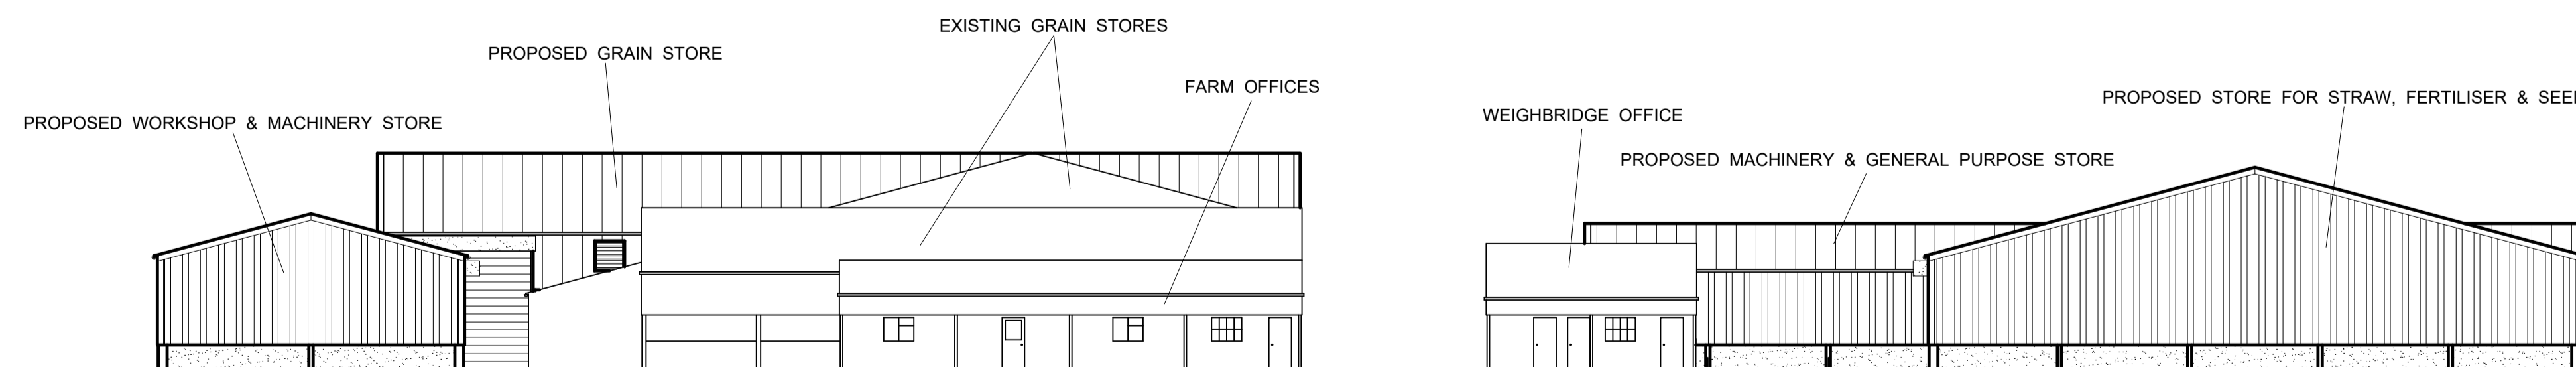 EXISTING GRAIN STORES
PROPOSED GRAIN STORE
FARM OFFICES
PROPOSED WORKSHOP & MACHINERY STORE
PROPOSED STORE FOR STRAW, FERTILISER &
WEIGHBRIDGE OFFICE
PROPOSED MACHINERY & GENERAL PURPOSE STORE